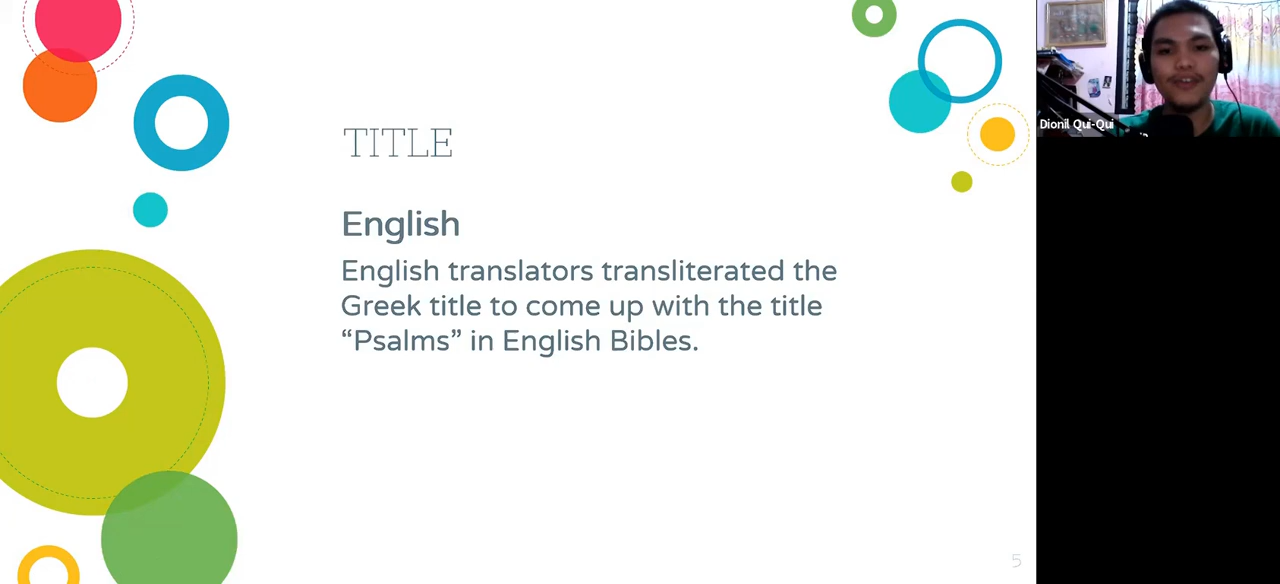 TITLE
English
English translators transliterated the
Greek title to come up with the title
“Psalms” in English Bibles.
5
Dionil Qui-Qui